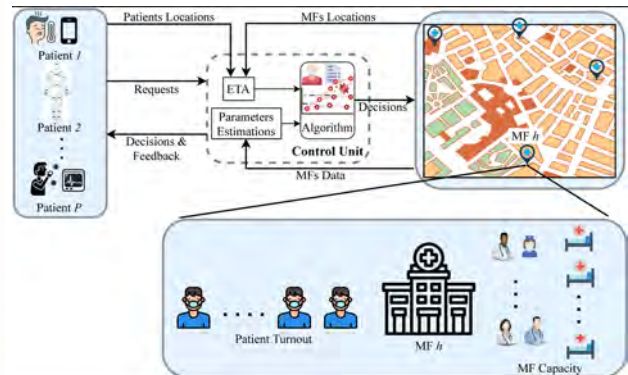 Patients Locations
MFs Locations
Patient 1
Requests
ETA
Decisions
Patient 2
Parameters
Estimations
Algorithm
Control Unit
Decisions &
Feedback
MFs Data
MF h
Patient P
Patient Turnout
MF h
MF Capacity